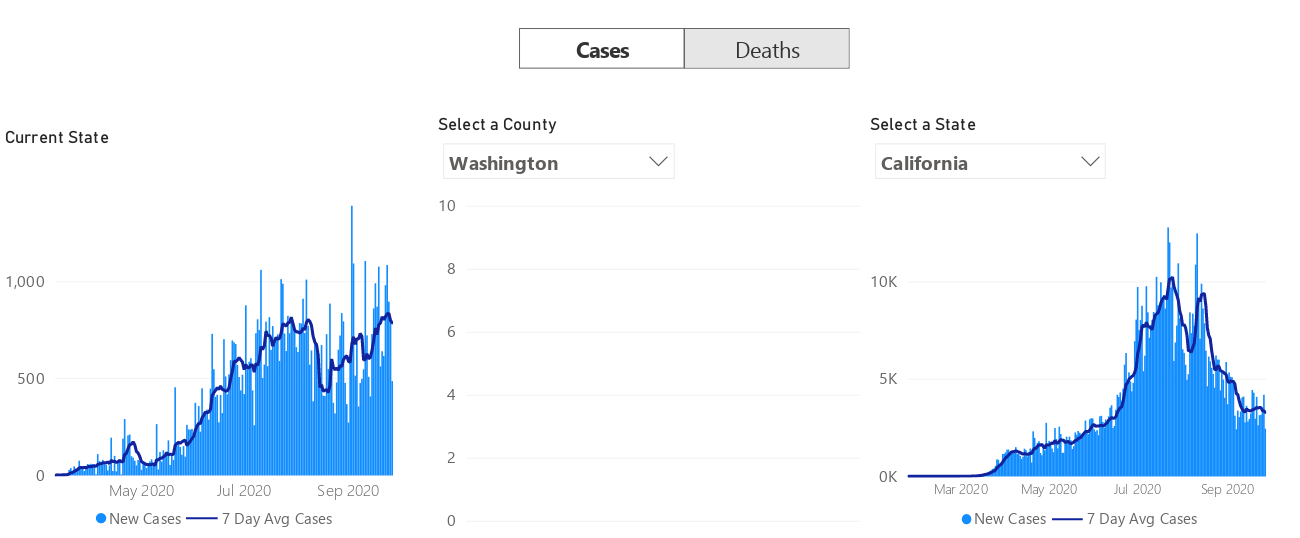 Cases Deaths
Current State
Select a County
Washington
Select a State
California
1,000
500
0
May 2020 Jul 2020 Sep 2020
New Cases 7 Day Avg Cases
10
8
6
4
2
0
10K
5K
0K
Mar 2020 May 2020 Jul 2020 Sep 2020
New Cases 7 Day Avg Cases